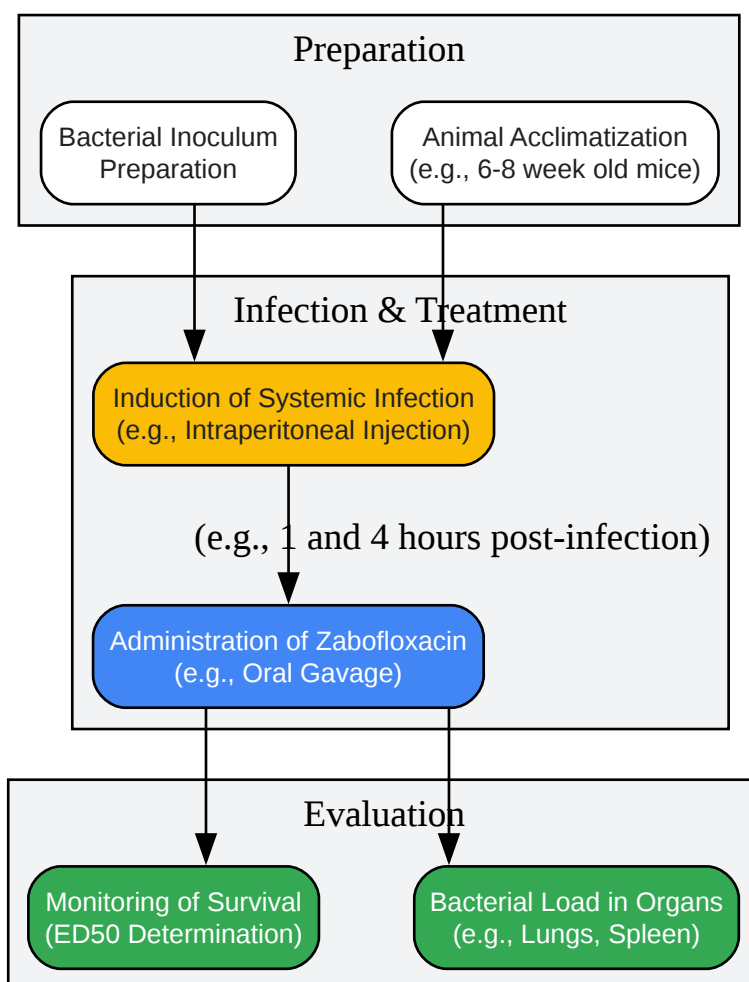 Preparation
Bacterial Inoculum
Preparation
Animal Acclimatization
(e.g., 6-8 week old mice)
Infection & Treatment
Induction of Systemic Infection
(e.g., Intraperitoneal Injection)
(e.g., 1 and 4 hours post-infection)
Administration of Zabofloxacin
(e.g., Oral Gavage)
Evaluation
Monitoring of Survival
(ED50 Determination)
Bacterial Load in Organs
(e.g., Lungs, Spleen)